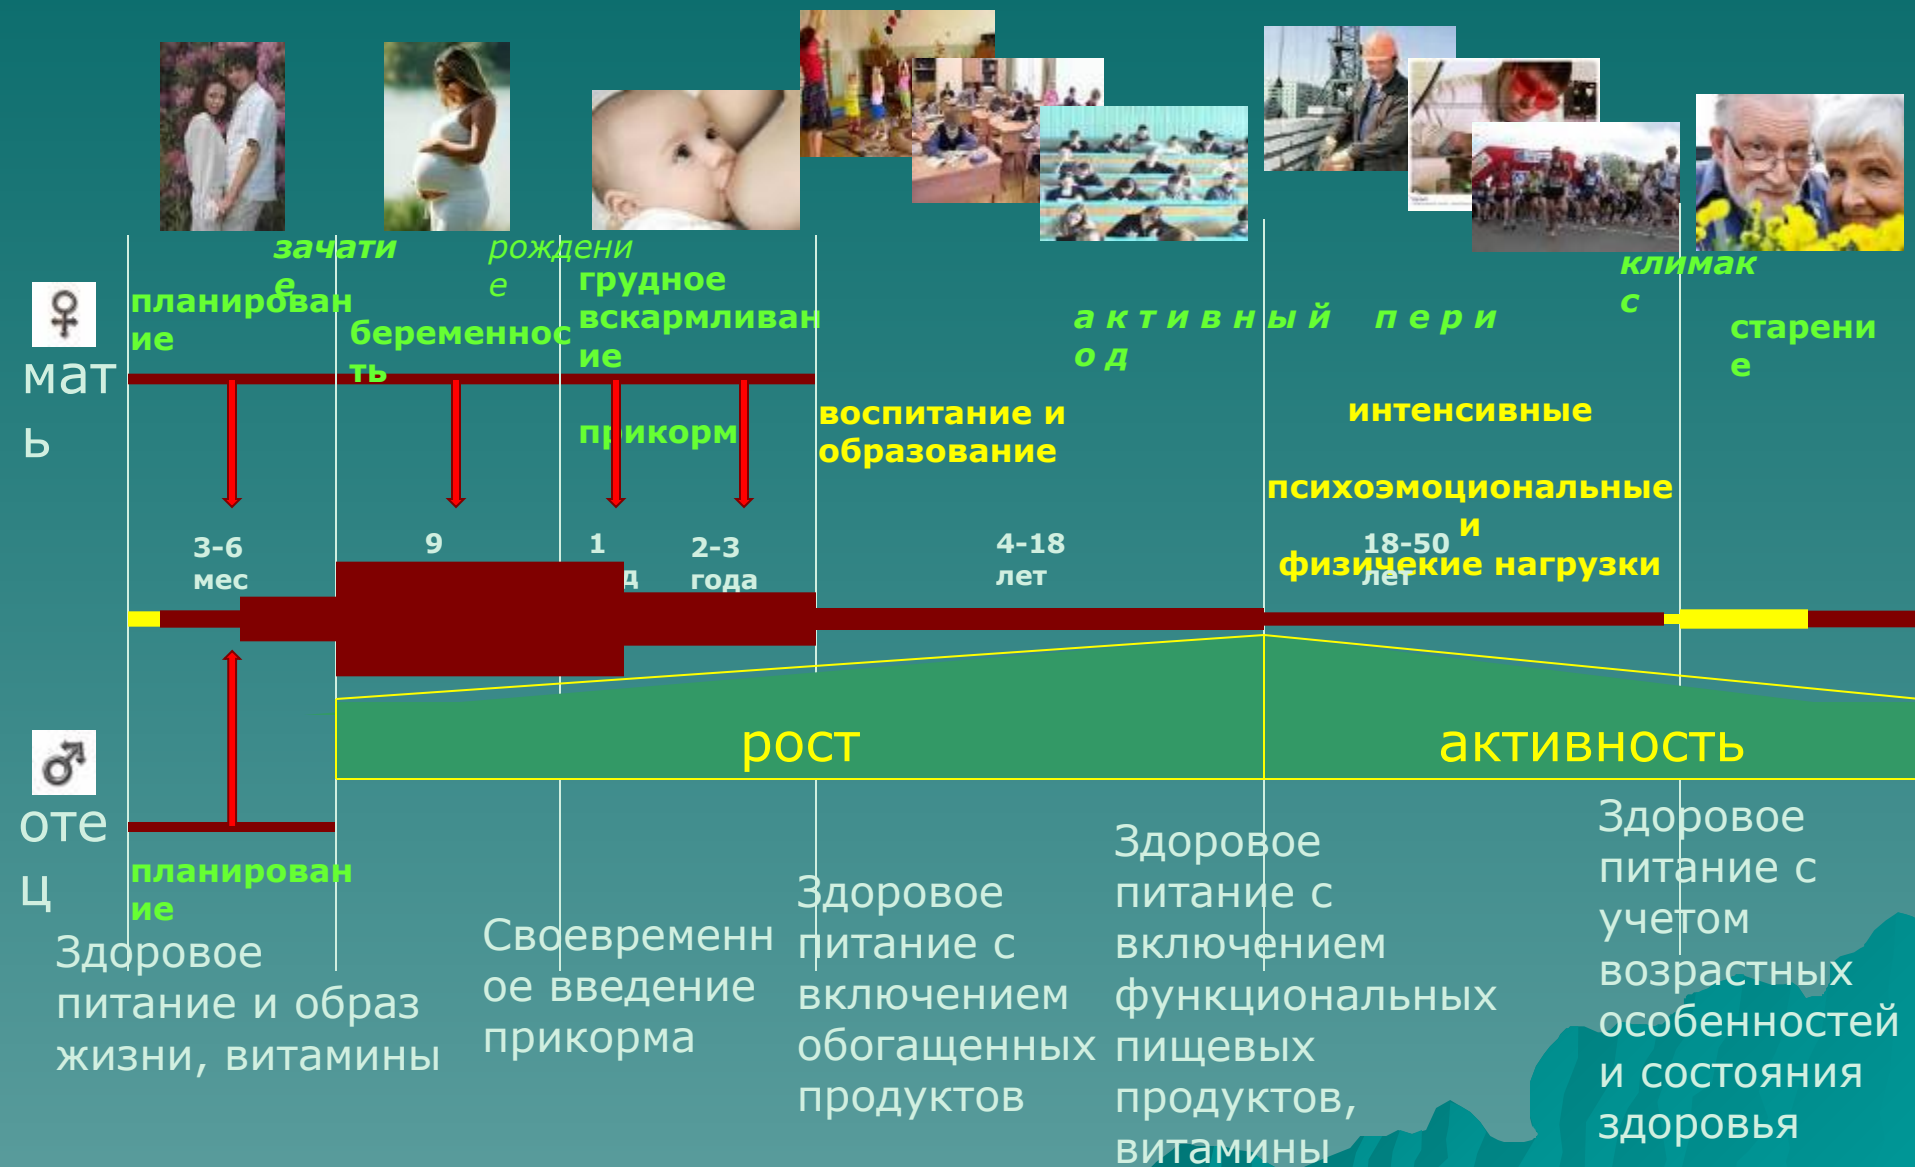 зачати
е
рождени
е
планирован
ие
беременнос
ть
грудное
вскармливан
ие
прикорм
а к т и в н ы й п е р и
о д
климак
с
старени
е
мат
ь
воспитание и
образование
интенсивные
психоэмоциональные
и
физичекие нагрузки
3-6
мес
9
1
д
2-3
года
4-18
лет
18-50
лет
рост
активность
оте
ц
планирован
ие
Здоровое
питание и образ
жизни, витамины
Своевременн
ое введение
прикорма
Здоровое
питание с
включением
обогащенных
продуктов
Здоровое
питание с
включением
функциональных
пищевых
продуктов,
витамины
Здоровое
питание с
учетом
возрастных
особенностей
и состояния
здоровья